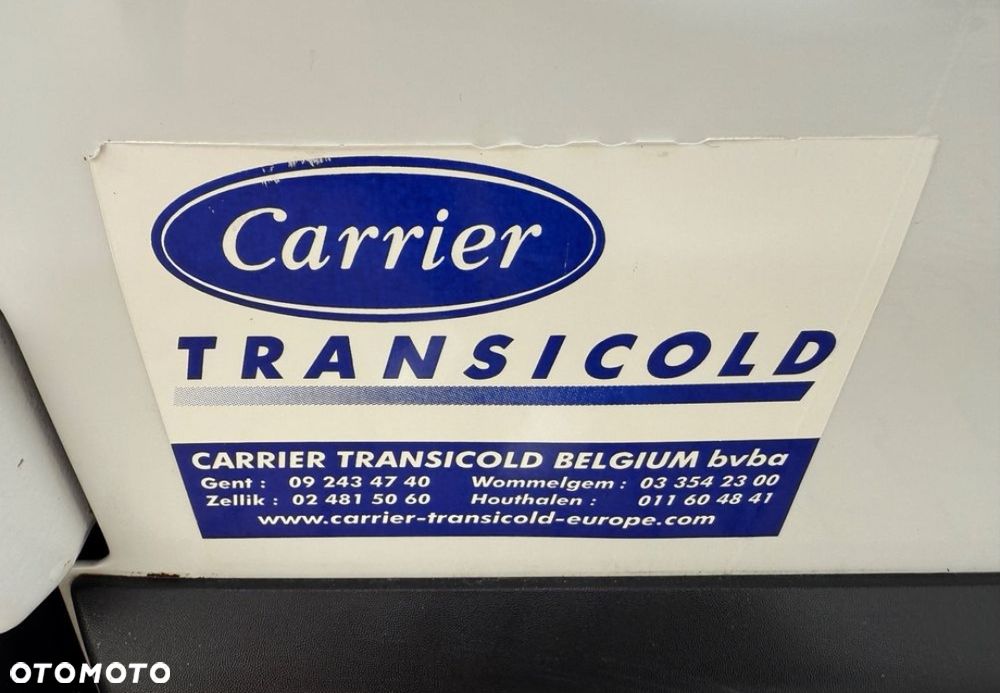 Carrier
TRANSICOLD
CARRIER TRANSICOLD BELGIUM bvba
Gent : 09 243 47 40 Wommelgem : 03 354 23 00
Zellik : 02 481 50 60 Houthalen : 011 60 48 41
www.carrier-transicold-europe.com
OTOMOTO